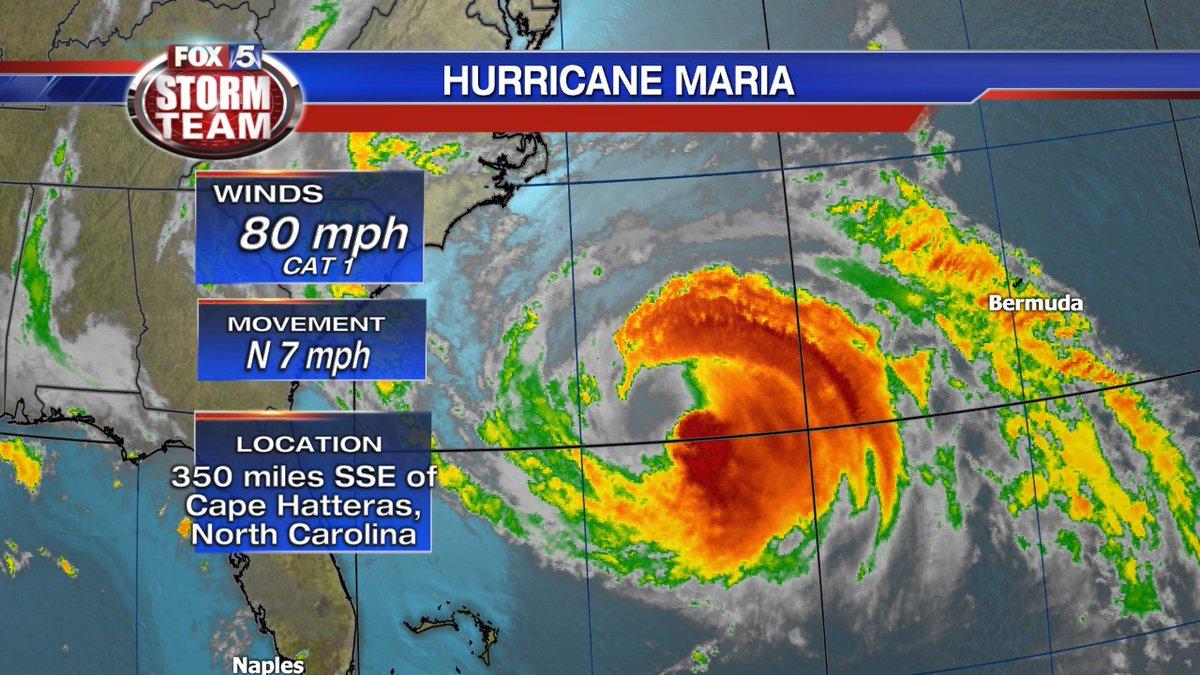 FOX 5
STORM
TEAM
HURRICANE MARIA
WINDS
80 mph
CAT 1
MOVEMENT
N 7 mph
LOCATION
350 miles SSE of
Cape Hatteras,
North Carolina
Bermuda
Naples